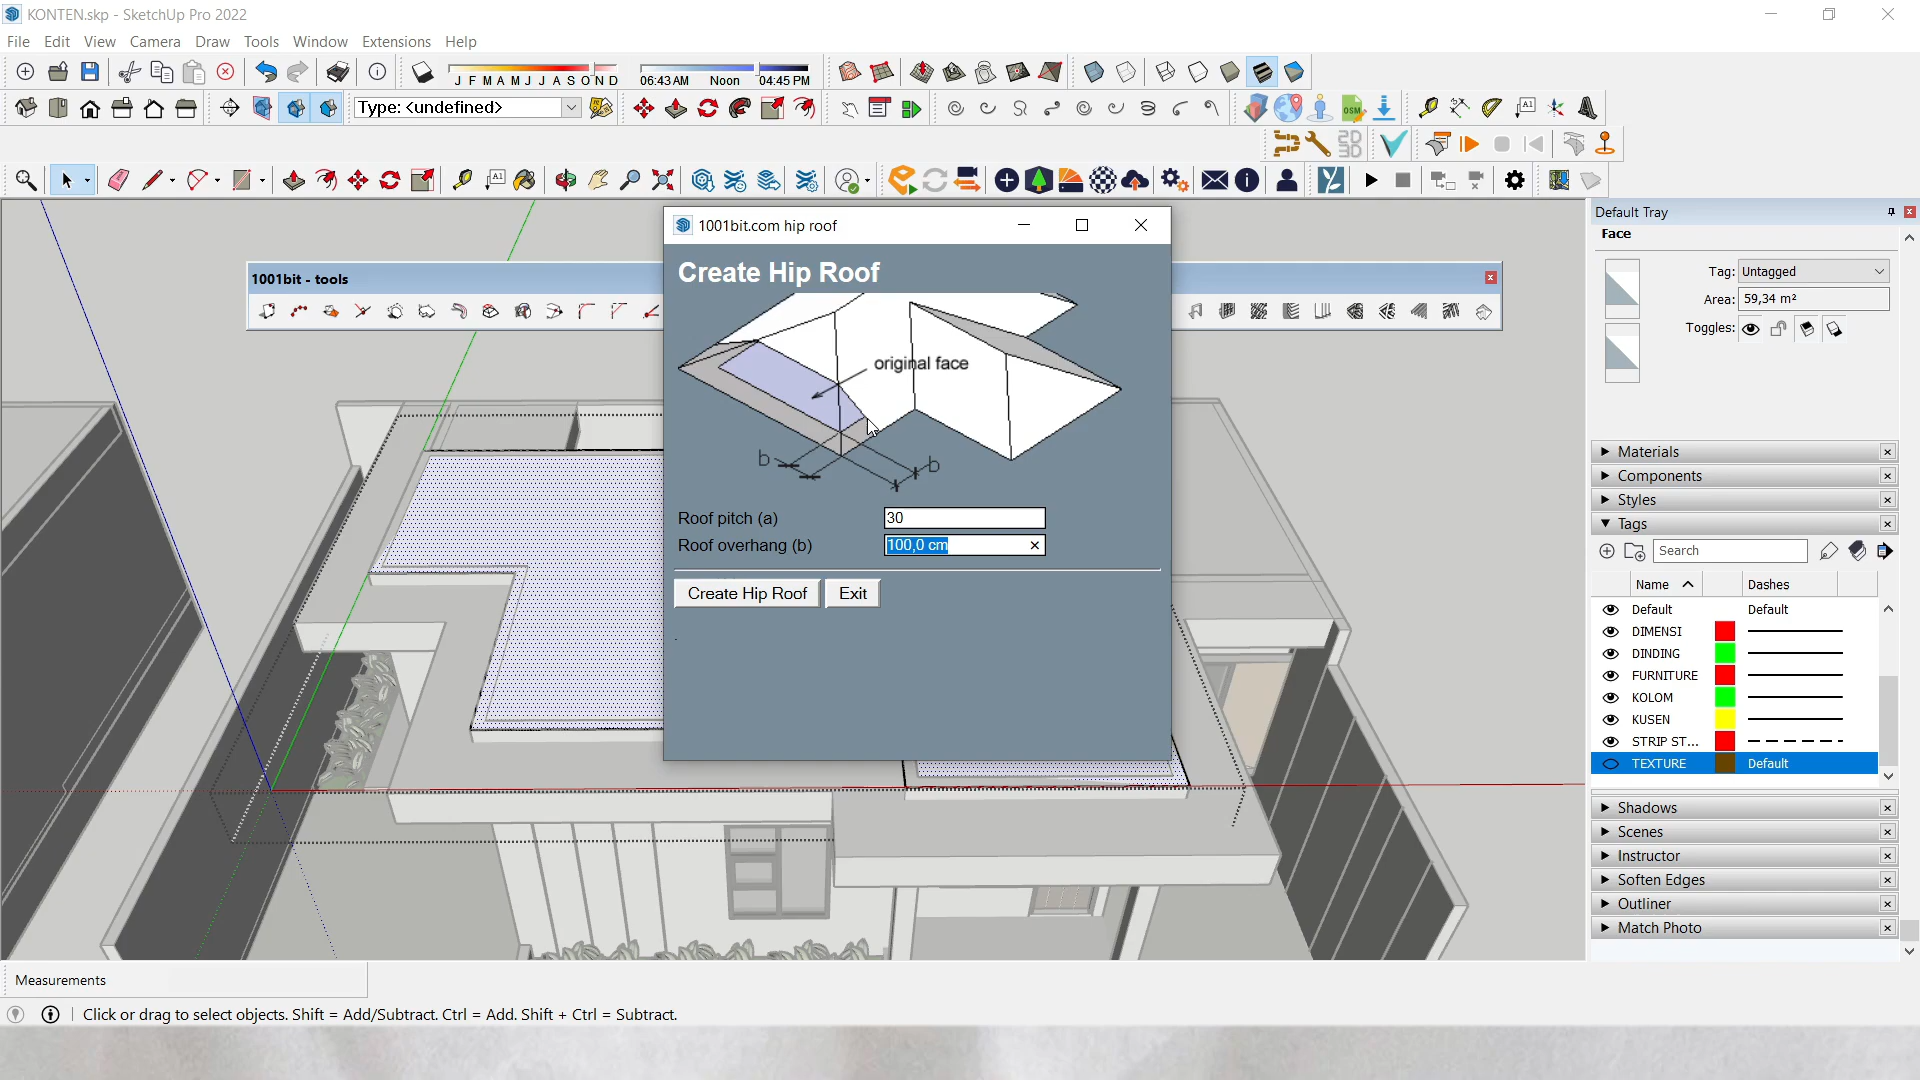 KONTEN.skp - SketchUp Pro 2022
File Edit View Camera Draw Tools Window Extensions Help
J F M A M J J A S O N D 06:43 AM Noon 04:45 PM
Type: <undefined> OSM A1
2D
3D
A1
Default Tray
Face
Tag: Untagged
Area: 59,34 m²
Toggles:
1001bit.com hip roof
Create Hip Roof
1001bit - tools
original face
b b
Roof pitch (a) 30
Roof overhang (b) 100,0 cm
Create Hip Roof Exit
Materials
Components
Styles
Tags
Search
Name Dashes
Default Default
DIMENSI
DINDING
FURNITURE
KOLOM
KUSEN
STRIP ST...
TEXTURE Default
Shadows
Scenes
Instructor
Soften Edges
Outliner
Match Photo
Measurements
Click or drag to select objects. Shift = Add/Subtract. Ctrl = Add. Shift + Ctrl = Subtract.